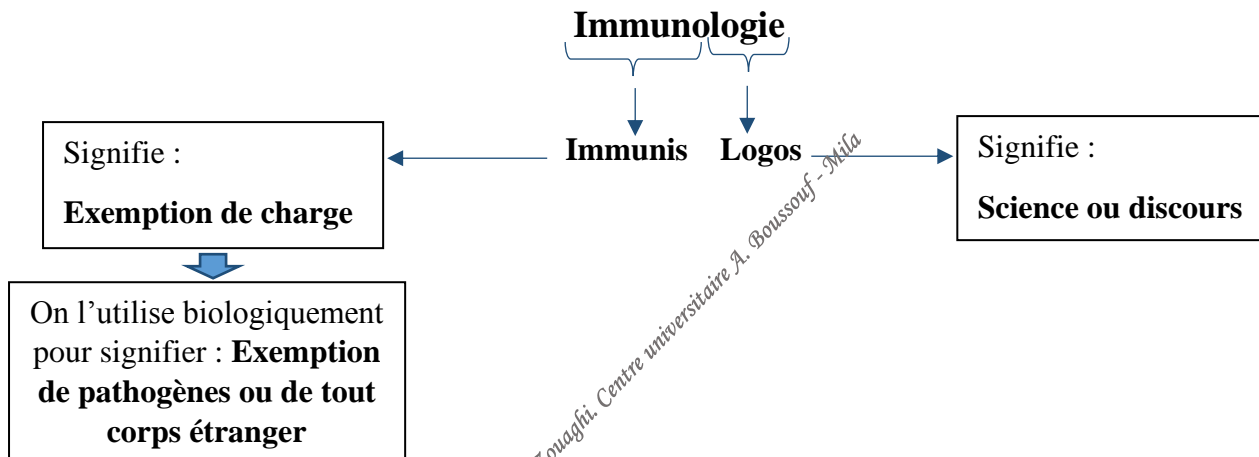 Immunologie
Immunis Logos
Signifie :
Exemption de charge
Signifie :
Science ou discours
On l’utilise biologiquement
pour signifier : Exemption
de pathogènes ou de tout
corps étranger
Zouaghi. Centre universitaire A. Boussouf - Mila